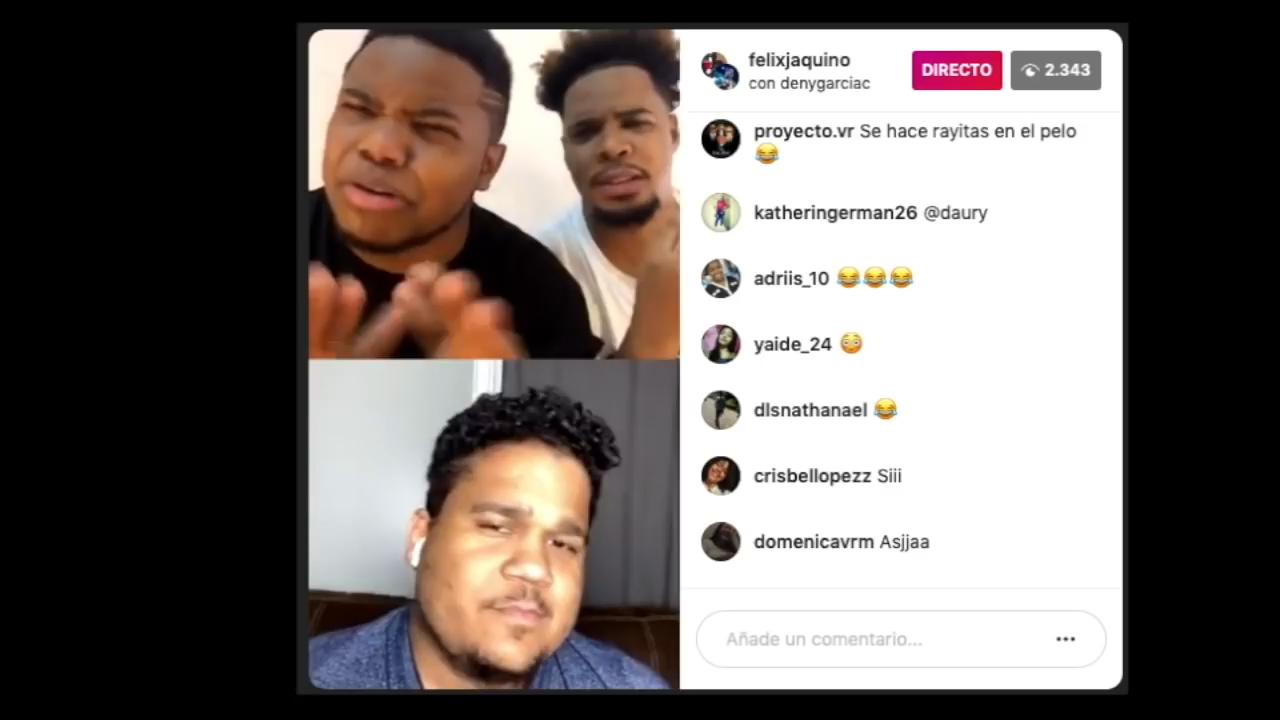 felixjaquino
con denygarciac
DIRECTO
2.343
proyecto.vr Se hace rayitas en el pelo
😂
katheringerman26 @daury
adriis_10 😂😂😂
yaide_24 😳
dlsnathanael 😂
crisbellopezz Siii
domenicavrm Asjjaa
Añade un comentario...